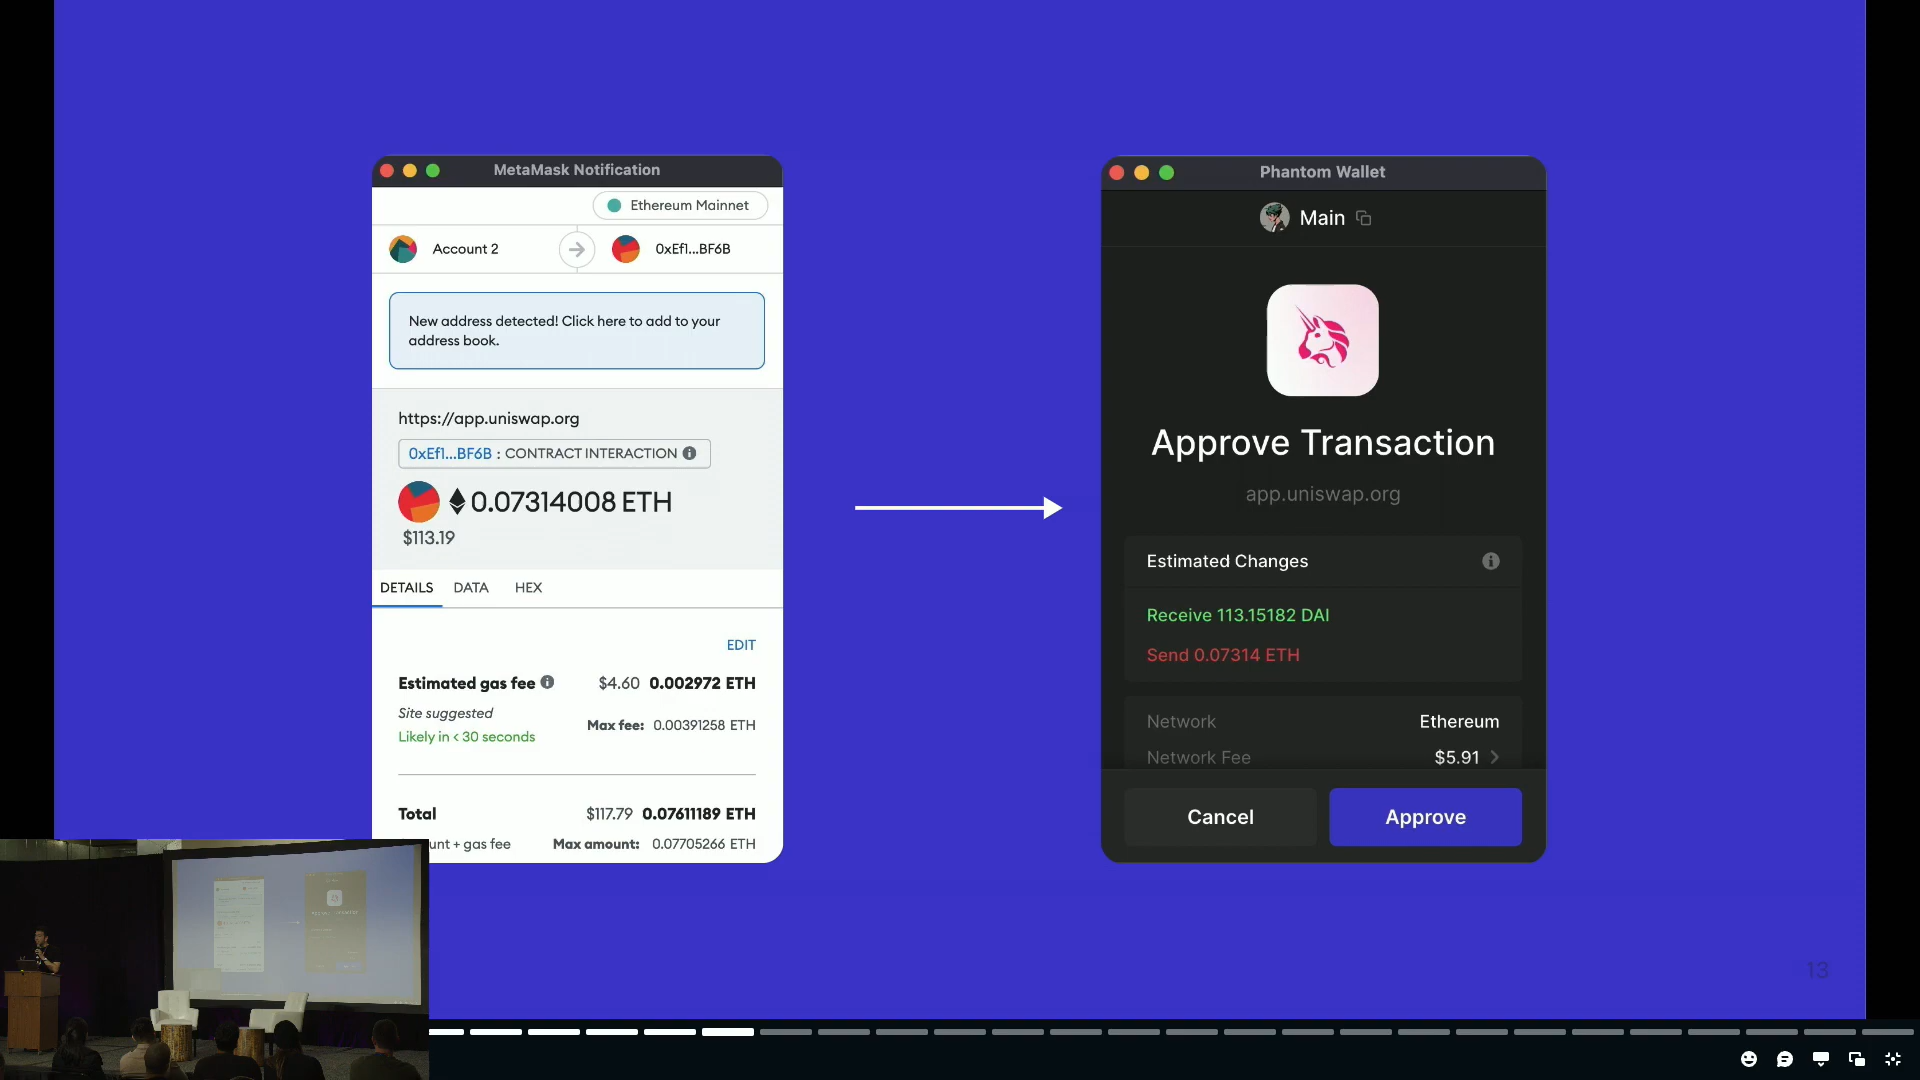 MetaMask Notification
Ethereum Mainnet
Account 2
0xEf1...BF6B
New address detected! Click here to add to your
address book.
https://app.uniswap.org
0xEf1...BF6B : CONTRACT INTERACTION
0.07314008 ETH
$113.19
DETAILS DATA HEX
EDIT
Estimated gas fee $4.60 0.002972 ETH
Site suggested
Max fee: 0.00391258 ETH
Likely in < 30 seconds
Total $117.79 0.07611189 ETH
unt + gas fee Max amount: 0.07705266 ETH
Phantom Wallet
Main
Approve Transaction
app.uniswap.org
Estimated Changes
Receive 113.15182 DAI
Send 0.07314 ETH
Network Ethereum
Network Fee $5.91
Cancel Approve
13